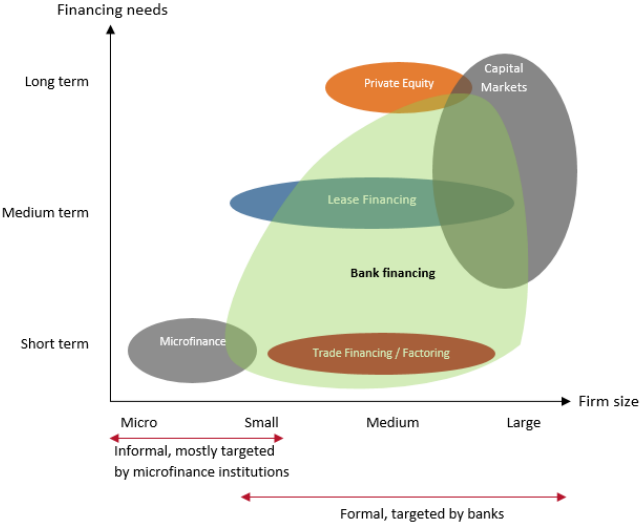 Financing needs
Long term
Private Equity
Capital
Markets
Medium term
Lease Financing
Bank financing
Short term
Microfinance
Trade Financing / Factoring
Firm size
Micro
Small
Medium
Large
Informal, mostly targeted
by microfinance institutions
Formal, targeted by banks